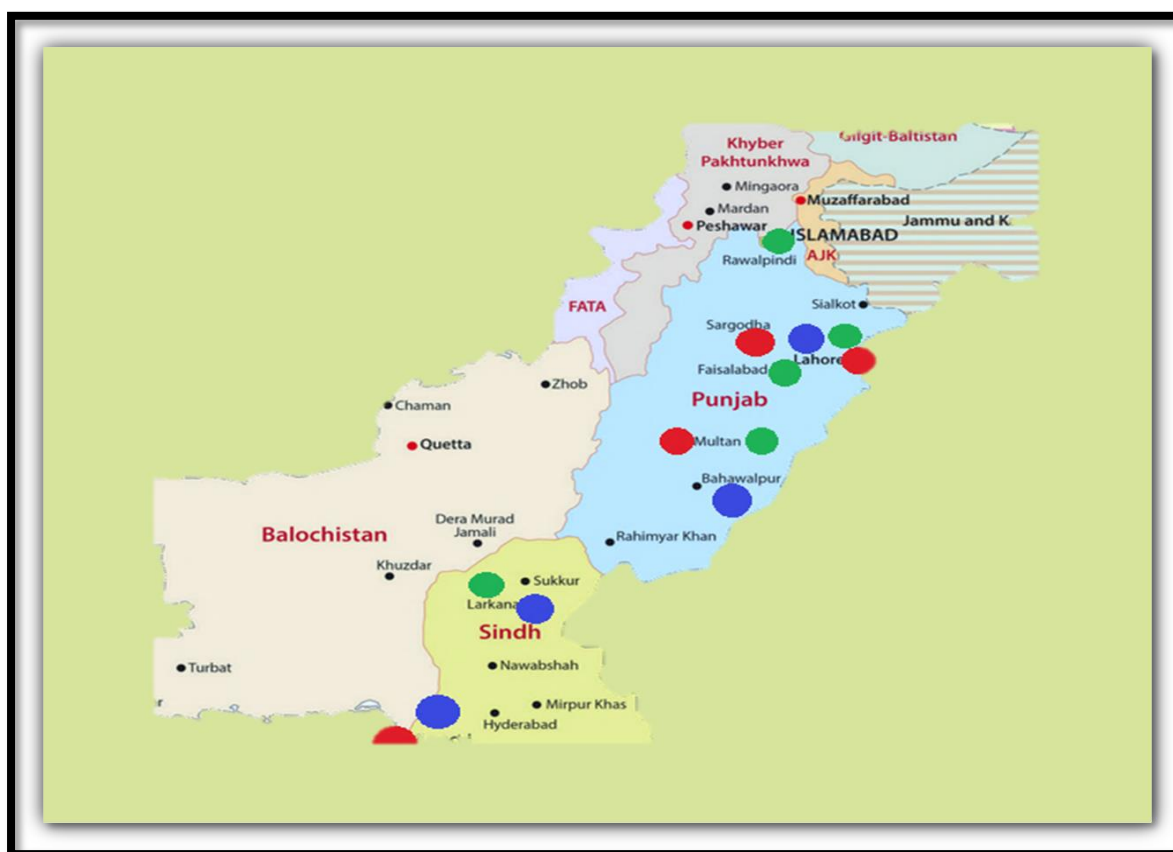 Gilgit-Baltistan
Khyber
Pakhtunkhwa
Mingaora
Muzaffarabad
Mardan
Jammu and K
Peshawar
ISLAMABAD
AJK
Rawalpindi
FATA
Sialkot
Sargodha
Lahore
Faisalabad
Zhob
Punjab
Chaman
Quetta
Multan
Bahawalpur
Dera Murad
Jamali
Balochistan
Rahimyar Khan
Khuzdar
Sukkur
Larkana
Sindh
Turbat
Nawabshah
Mirpur Khas
Hyderabad